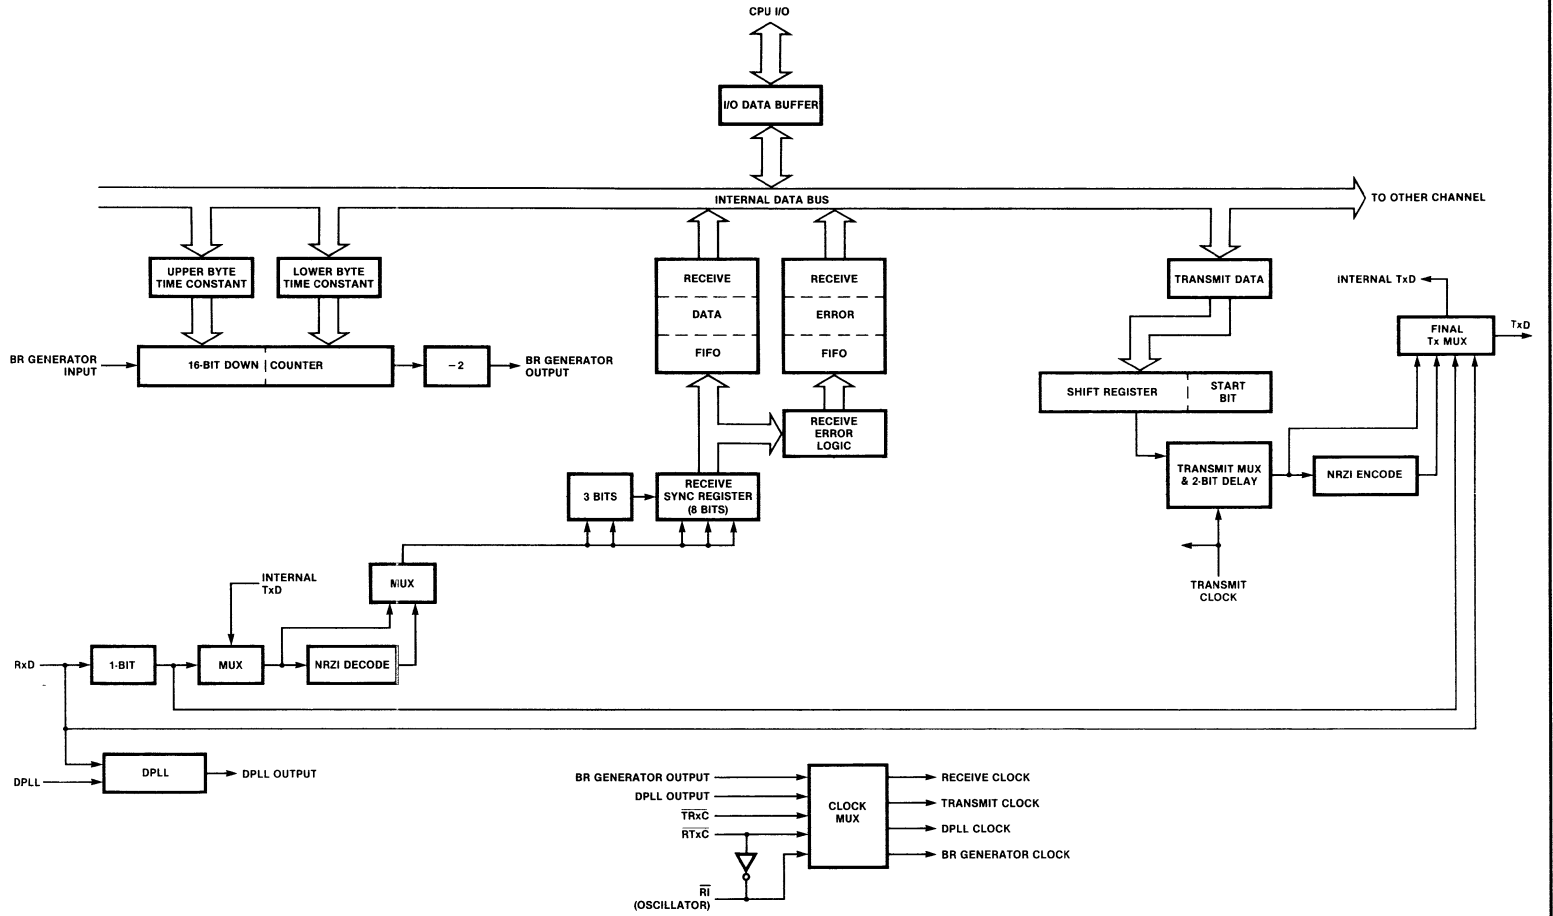 CPU I/O
I/O DATA BUFFER
INTERNAL DATA BUS
TO OTHER CHANNEL
UPPER BYTE
TIME CONSTANT
LOWER BYTE
TIME CONSTANT
BR GENERATOR
INPUT
16-BIT DOWN COUNTER
–2
BR GENERATOR
OUTPUT
RECEIVE
DATA
FIFO
RECEIVE
ERROR
FIFO
RECEIVE
ERROR
LOGIC
3 BITS
RECEIVE
SYNC REGISTER
(8 BITS)
TRANSMIT DATA
SHIFT REGISTER
START
BIT
TRANSMIT MUX
& 2-BIT DELAY
NRZI ENCODE
INTERNAL TxD
FINAL
Tx MUX
TxD
TRANSMIT
CLOCK
INTERNAL
TxD
MUX
RxD
1-BIT
MUX
NRZI DECODE
DPLL
DPLL
DPLL OUTPUT
BR GENERATOR OUTPUT
DPLL OUTPUT
TRxC
RTxC
RI
(OSCILLATOR)
CLOCK
MUX
RECEIVE CLOCK
TRANSMIT CLOCK
DPLL CLOCK
BR GENERATOR CLOCK